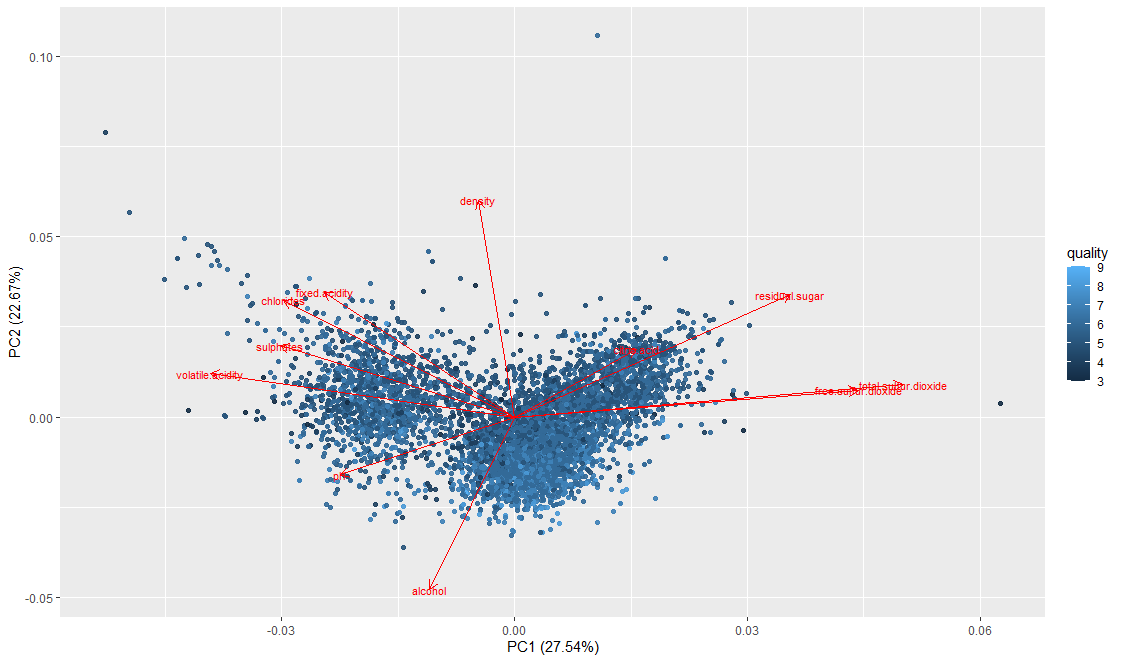 0.10
0.05
0.00
-0.05
PC2 (22.67%)
density
fixed.acidity
chlorides
residual.sugar
sulphates
volatile.acidity
total.sulfur.dioxide
free.sulfur.dioxide
pH
alcohol
-0.03
0.00
0.03
0.06
PC1 (27.54%)
quality
9
8
7
6
5
4
3